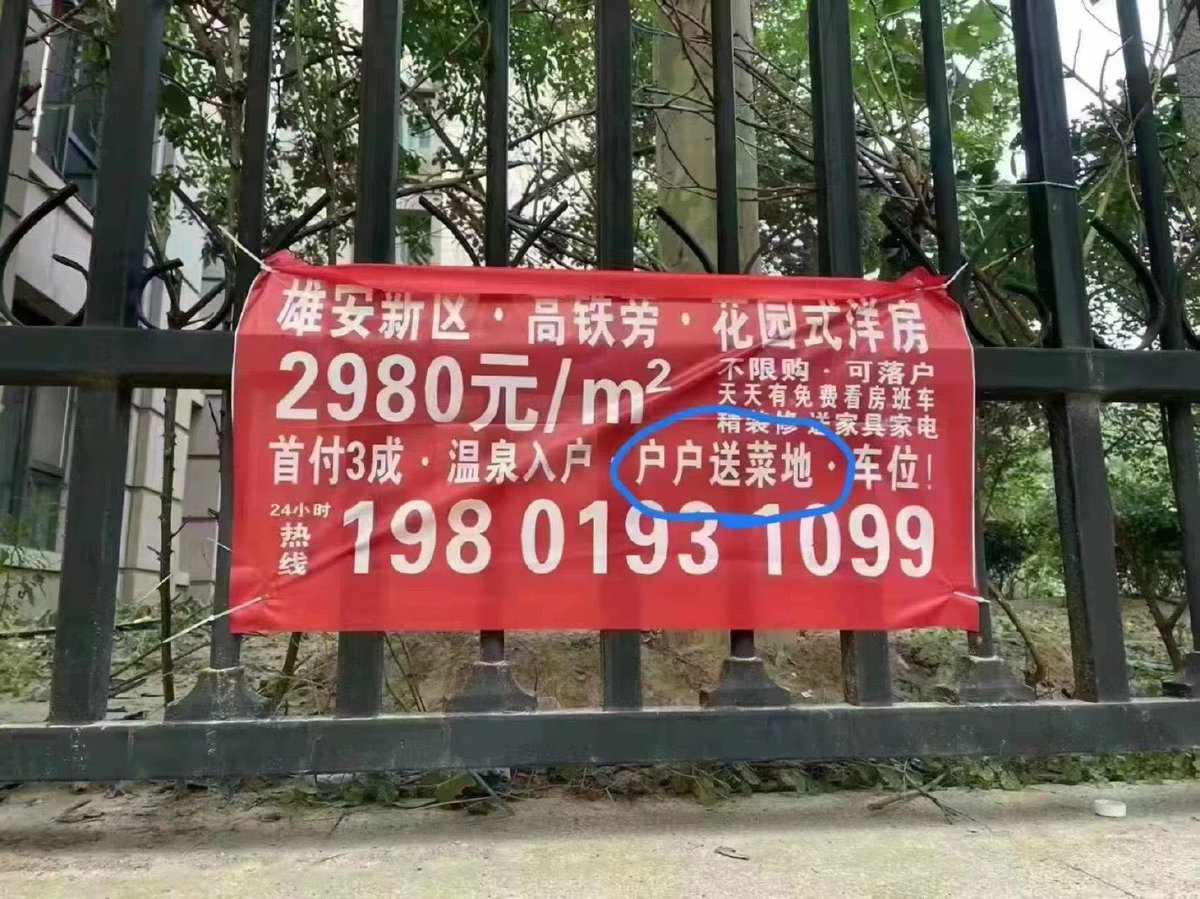 雄安新区·高铁旁·花园式洋房
2980元/m²
不限购·可落户
天天有免费看房班车
精装修送家具家电
首付3成·温泉入户·户户送菜地·车位!
24小时
热线
198 0193 1099